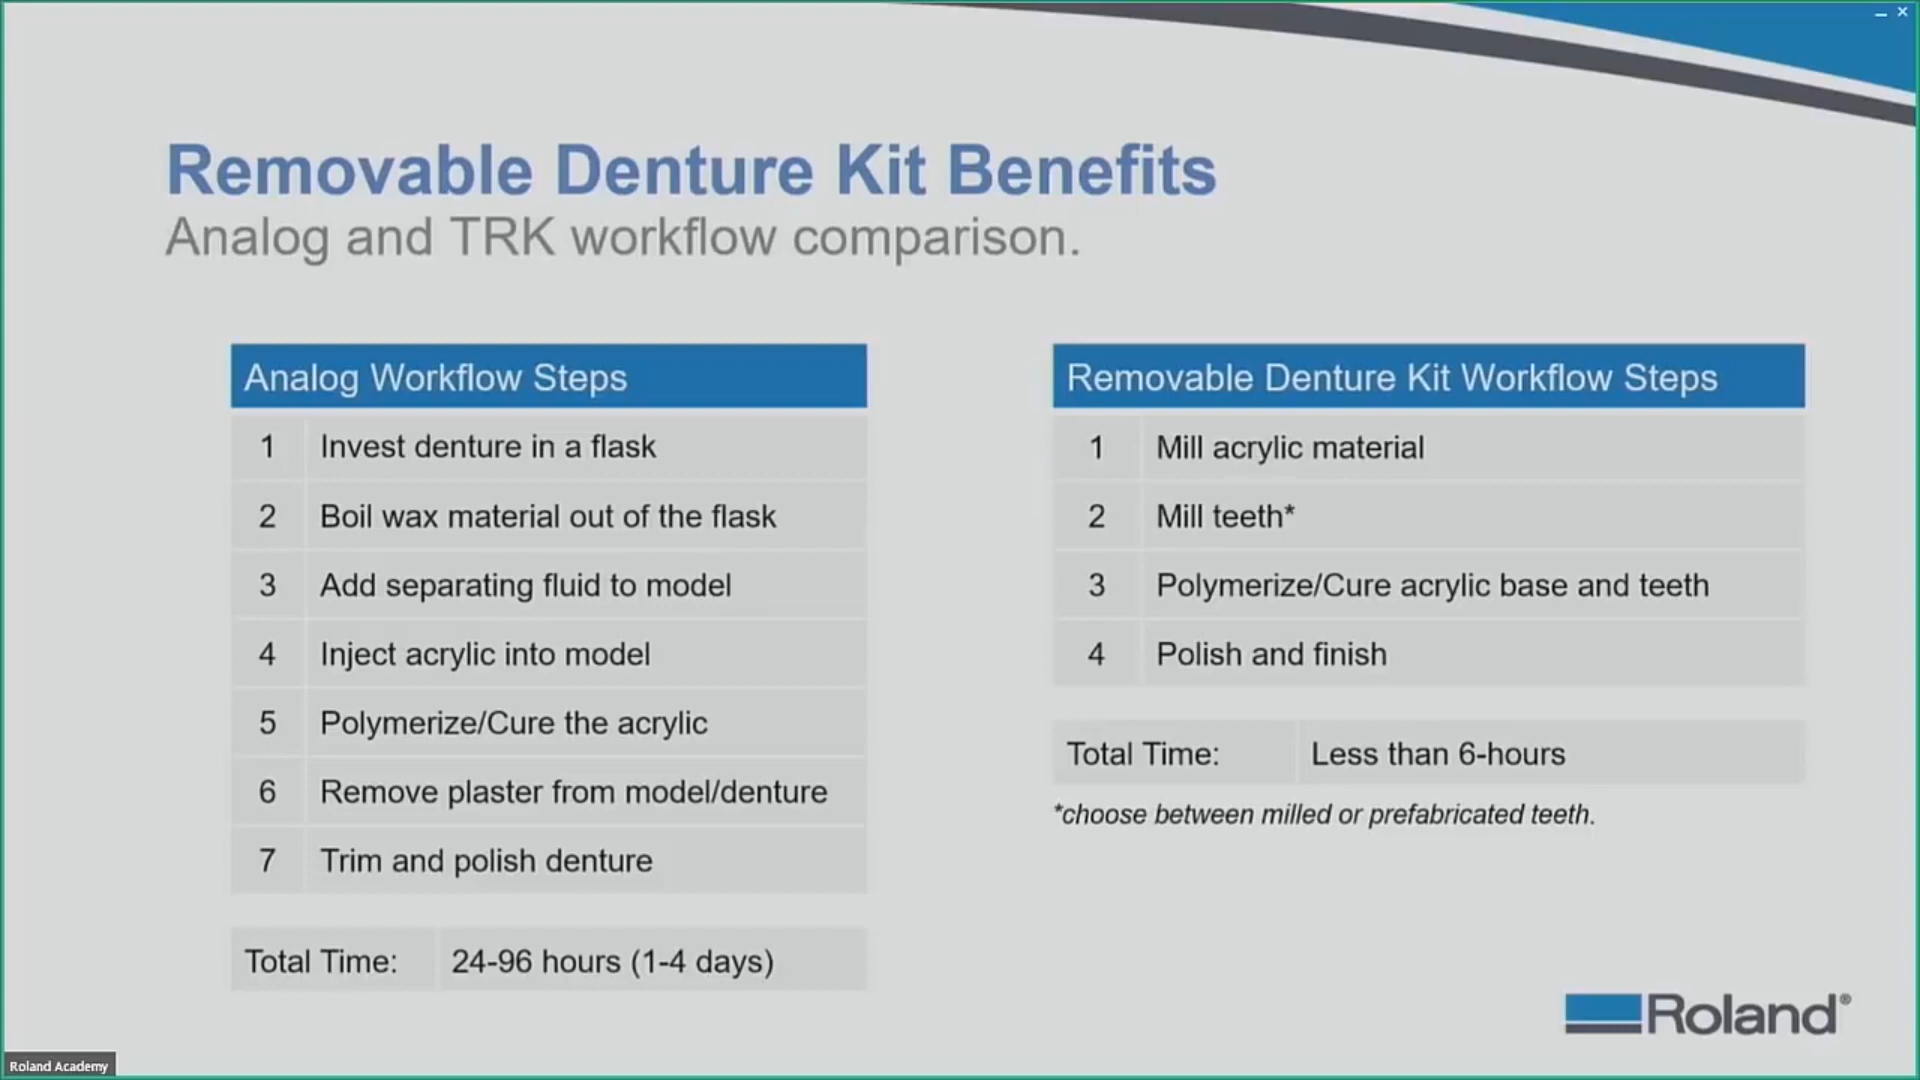 Removable Denture Kit Benefits
Analog and TRK workflow comparison.
Analog Workflow Steps
1 Invest denture in a flask
2 Boil wax material out of the flask
3 Add separating fluid to model
4 Inject acrylic into model
5 Polymerize/Cure the acrylic
6 Remove plaster from model/denture
7 Trim and polish denture
Total Time: 24-96 hours (1-4 days)
Removable Denture Kit Workflow Steps
1 Mill acrylic material
2 Mill teeth*
3 Polymerize/Cure acrylic base and teeth
4 Polish and finish
Total Time: Less than 6-hours
*choose between milled or prefabricated teeth.
Roland®
Roland Academy